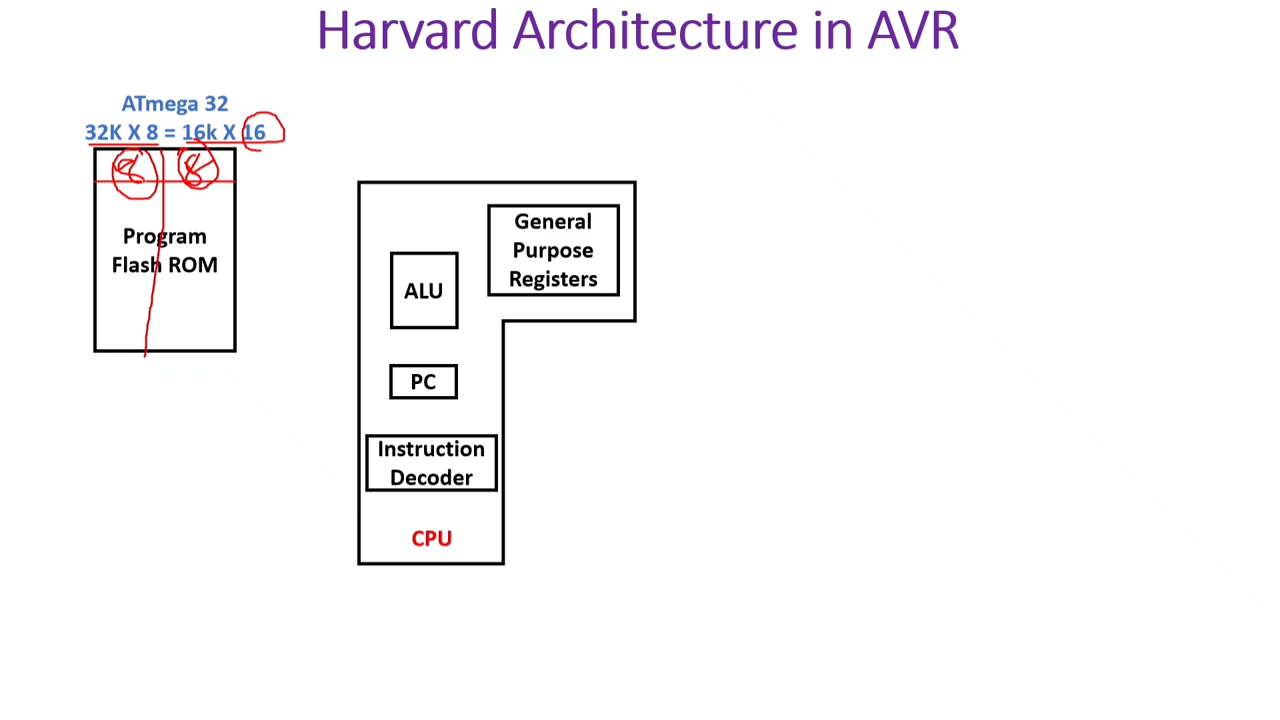 Harvard Architecture in AVR
ATmega 32
32K X 8 = 16k X 16
8 8
Program
Flash ROM
General
Purpose
Registers
ALU
PC
Instruction
Decoder
CPU